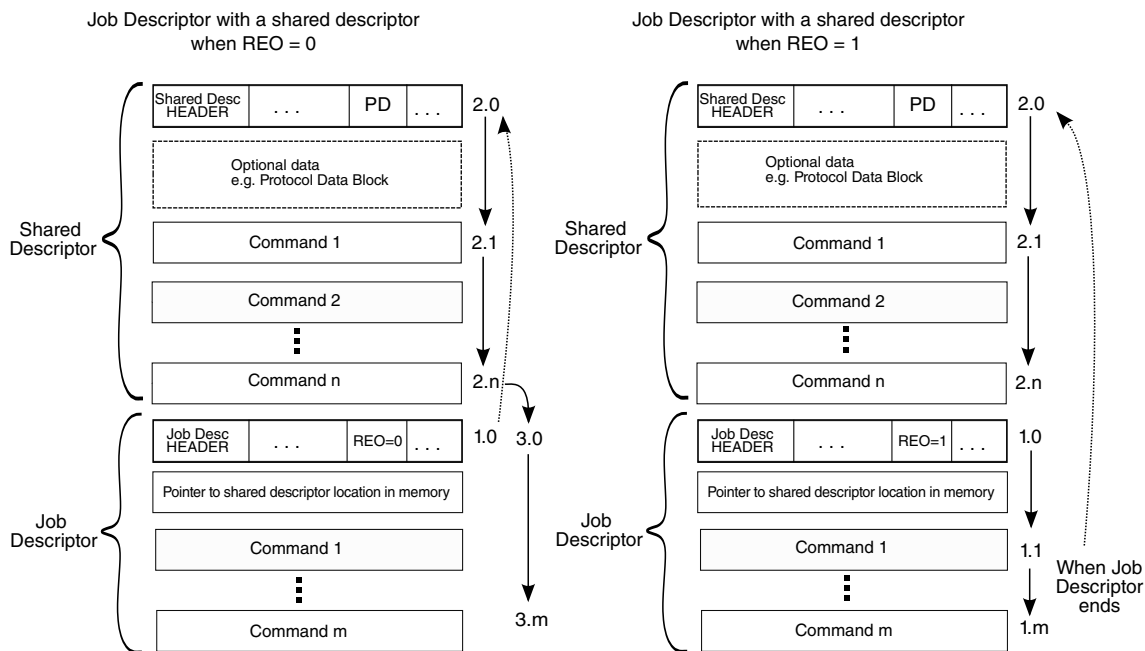 Job Descriptor with a shared descriptor
when REO = 0
Shared Desc
HEADER
. . .
PD
. . .
2.0
Optional data
e.g. Protocol Data Block
Shared
Descriptor
Command 1
2.1
Command 2
Command n
2.n
Job Desc
HEADER
. . .
REO=0
. . .
1.0
3.0
Pointer to shared descriptor location in memory
Job
Descriptor
Command 1
Command m
3.m
Job Descriptor with a shared descriptor
when REO = 1
Shared Desc
HEADER
. . .
PD
. . .
2.0
Optional data
e.g. Protocol Data Block
Shared
Descriptor
Command 1
2.1
Command 2
Command n
2.n
Job Desc
HEADER
. . .
REO=1
. . .
1.0
Pointer to shared descriptor location in memory
Job
Descriptor
Command 1
1.1
When Job
Descriptor
ends
Command m
1.m